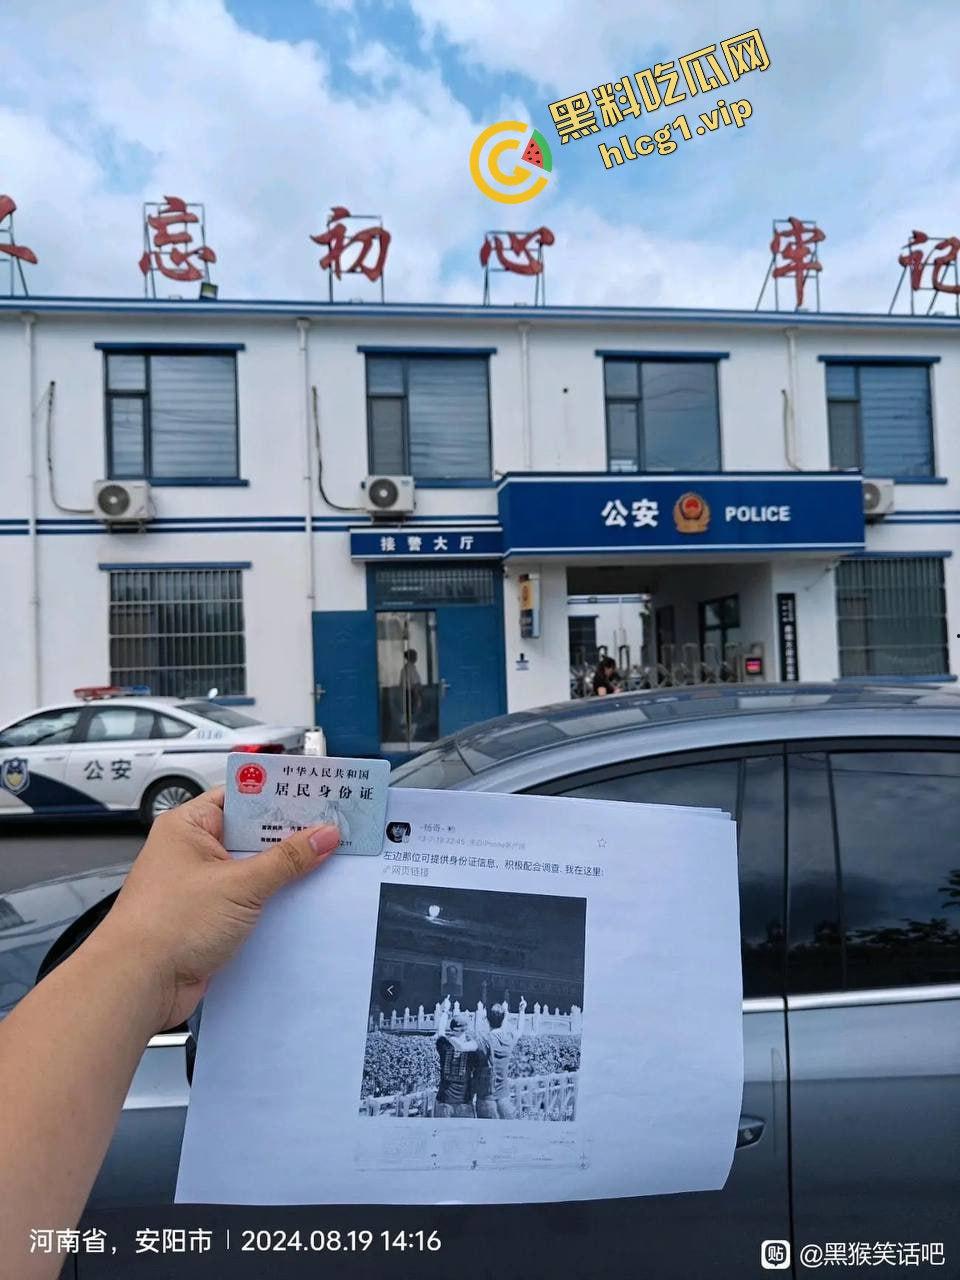 黑料吃瓜网
hlcg1.vip
忘初心 牢记
公安 POLICE
接警大厅
公安
中华人民共和国
居民身份证
-杨奇-
左边那位可提供身份证信息，积极配合调查. 我在这里:
网页链接
河南省，安阳市 | 2024.08.19 14:16
贴 @黑猴笑话吧